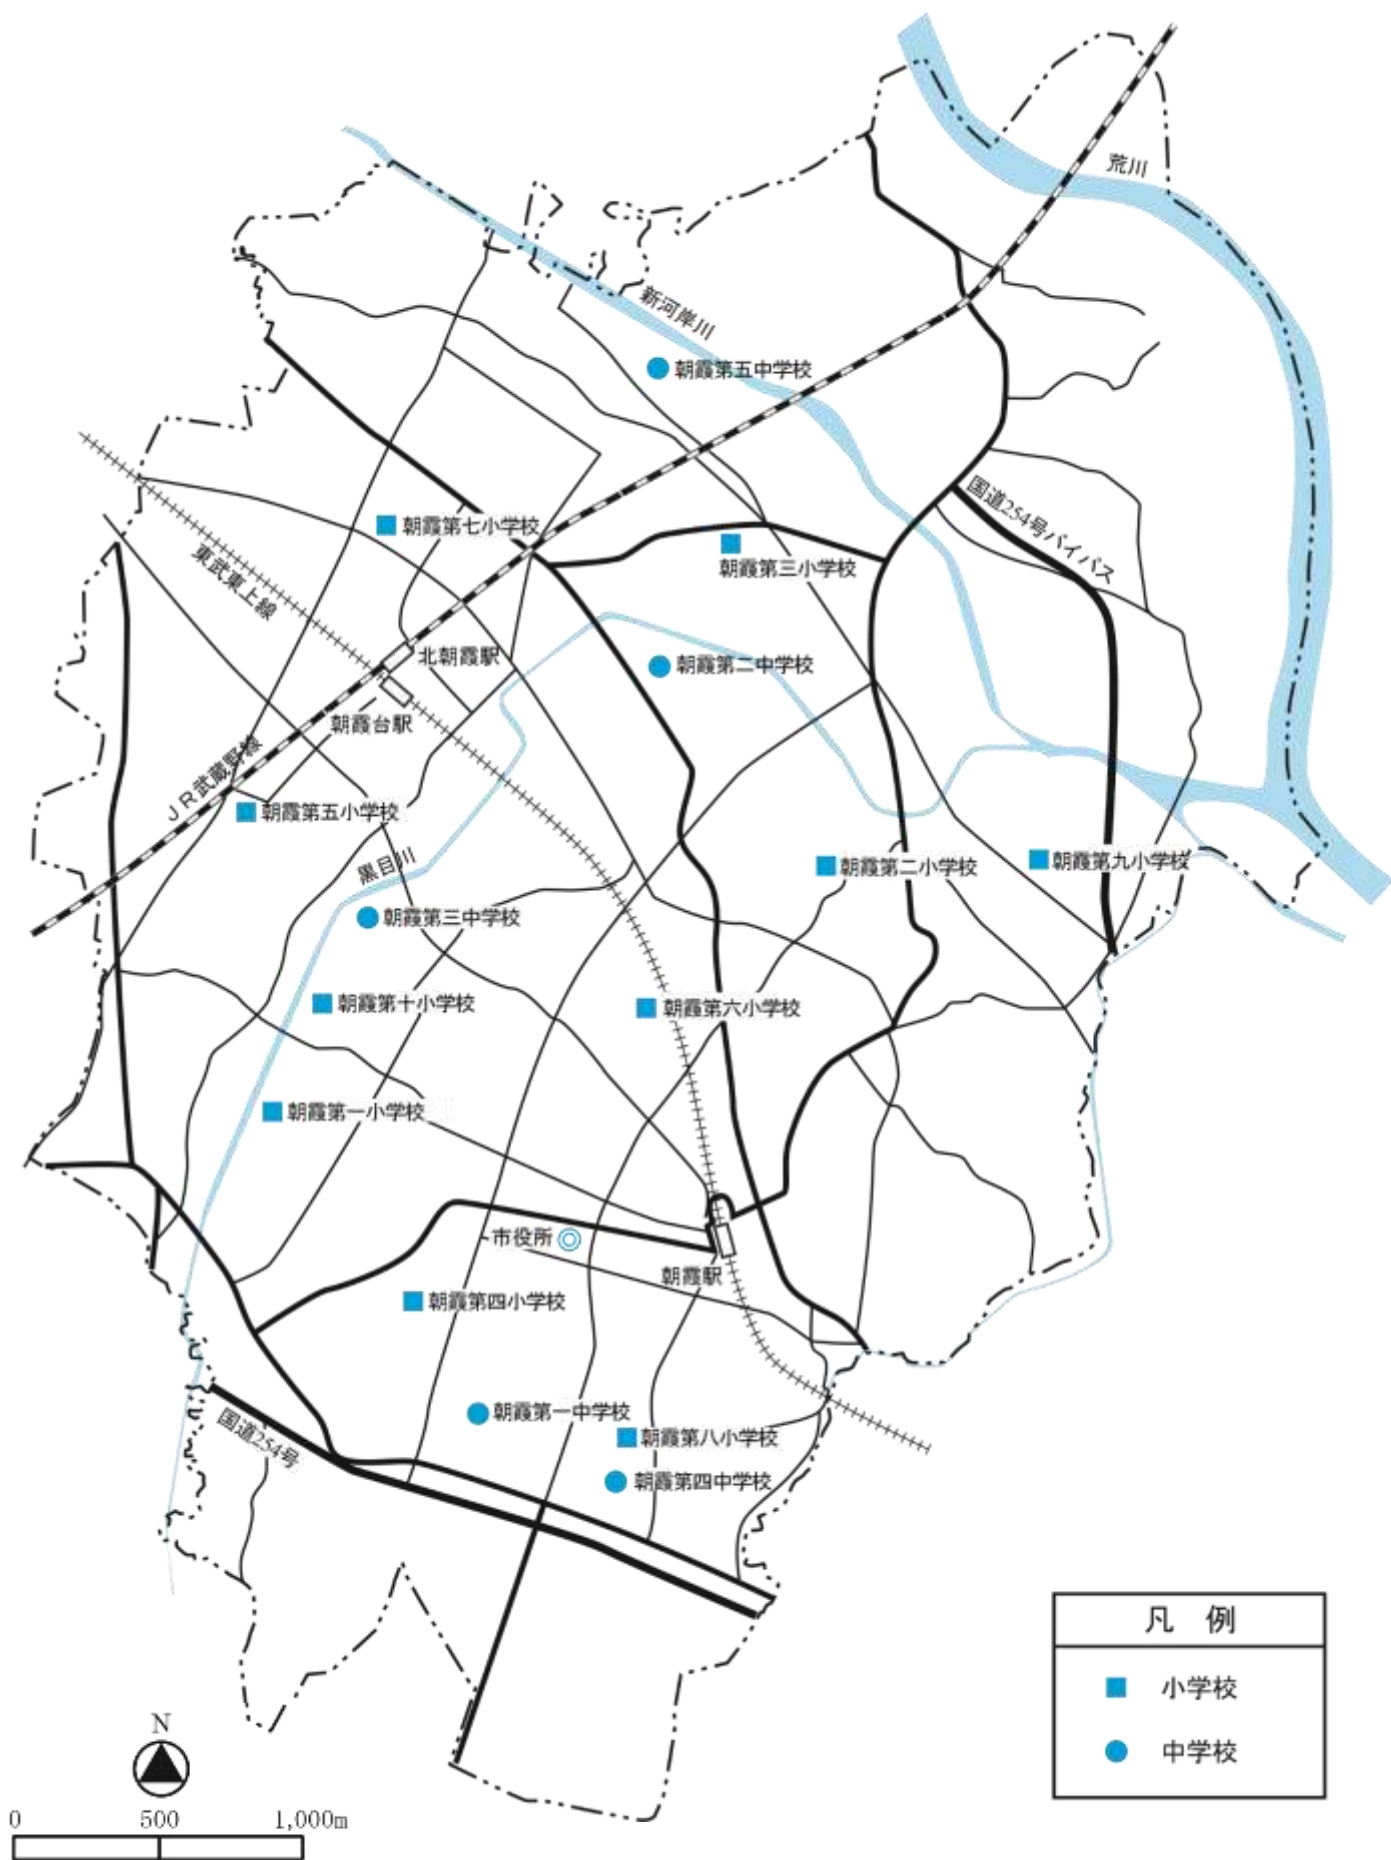 荒川
新河岸川
朝霞第五中学校
国道254号バイパス
朝霞第七小学校
朝霞第三小学校
東武東上線
北朝霞駅
朝霞第二中学校
朝霞台駅
JR武蔵野線
朝霞第五小学校
黒目川
朝霞第二小学校
朝霞第九小学校
朝霞第三中学校
朝霞第十小学校
朝霞第六小学校
朝霞第一小学校
市役所
朝霞駅
朝霞第四小学校
朝霞第一中学校
国道254号
朝霞第八小学校
朝霞第四中学校
凡 例
小学校
中学校
N
0 500 1,000m